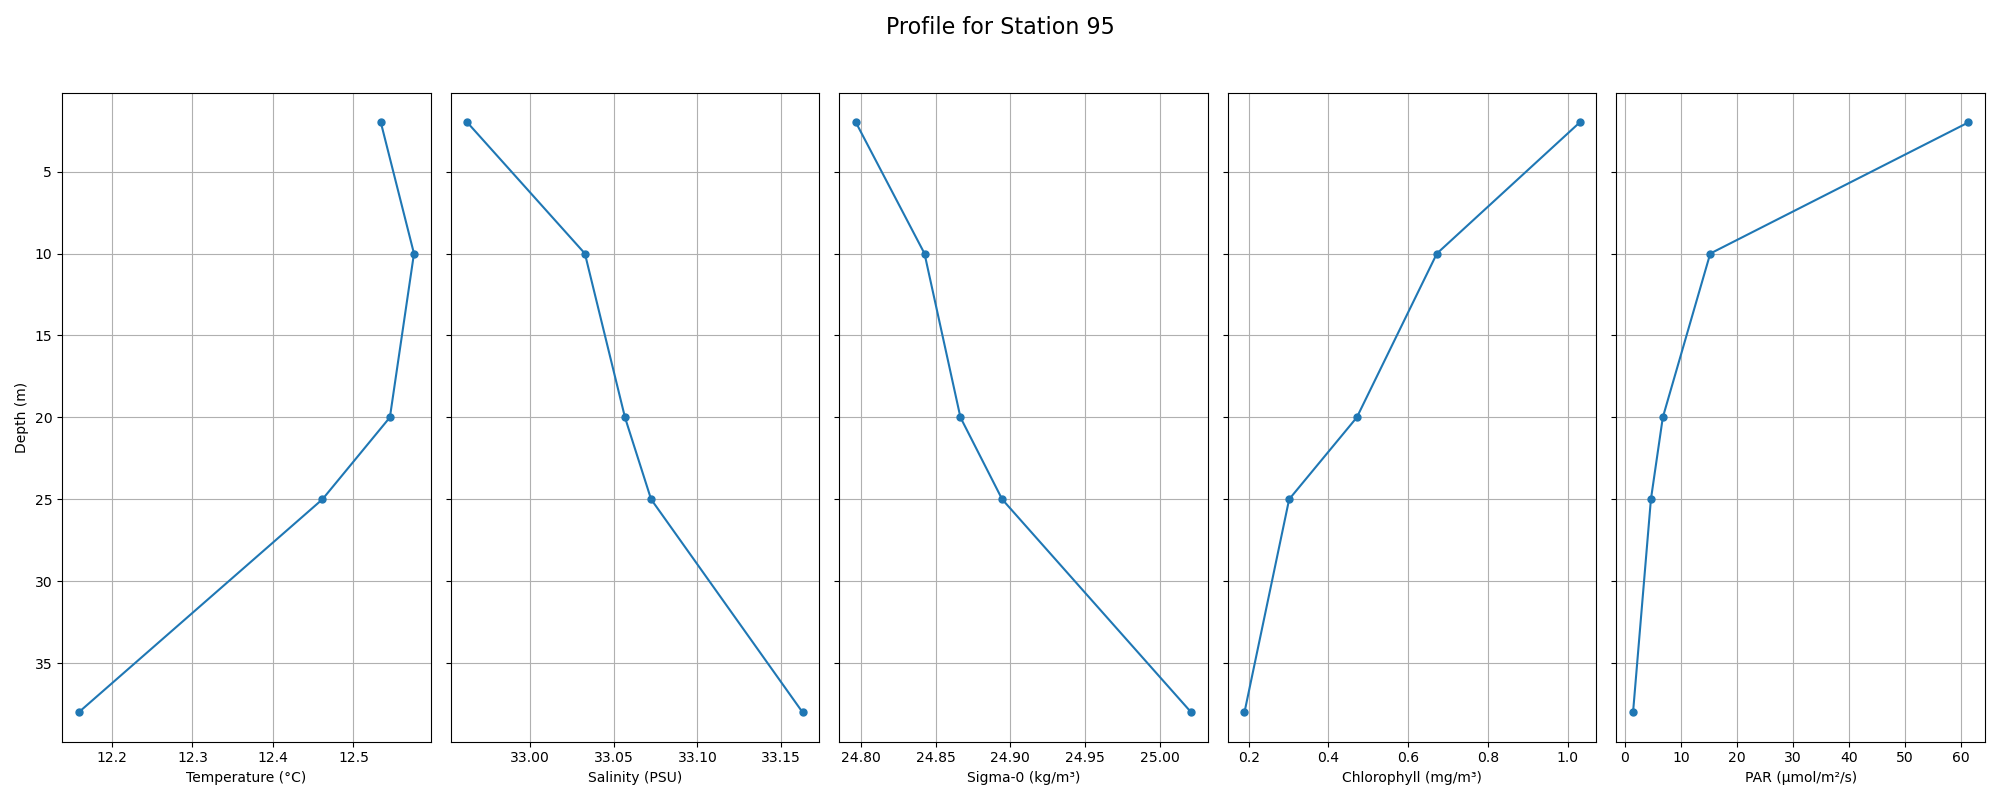 Profile for Station 95
Depth (m)
5
10
15
20
25
30
35
12.2 12.3 12.4 12.5
Temperature (°C)
33.00 33.05 33.10 33.15
Salinity (PSU)
24.80 24.85 24.90 24.95 25.00
Sigma-0 (kg/m³)
0.2 0.4 0.6 0.8 1.0
Chlorophyll (mg/m³)
0 10 20 30 40 50 60
PAR (μmol/m²/s)